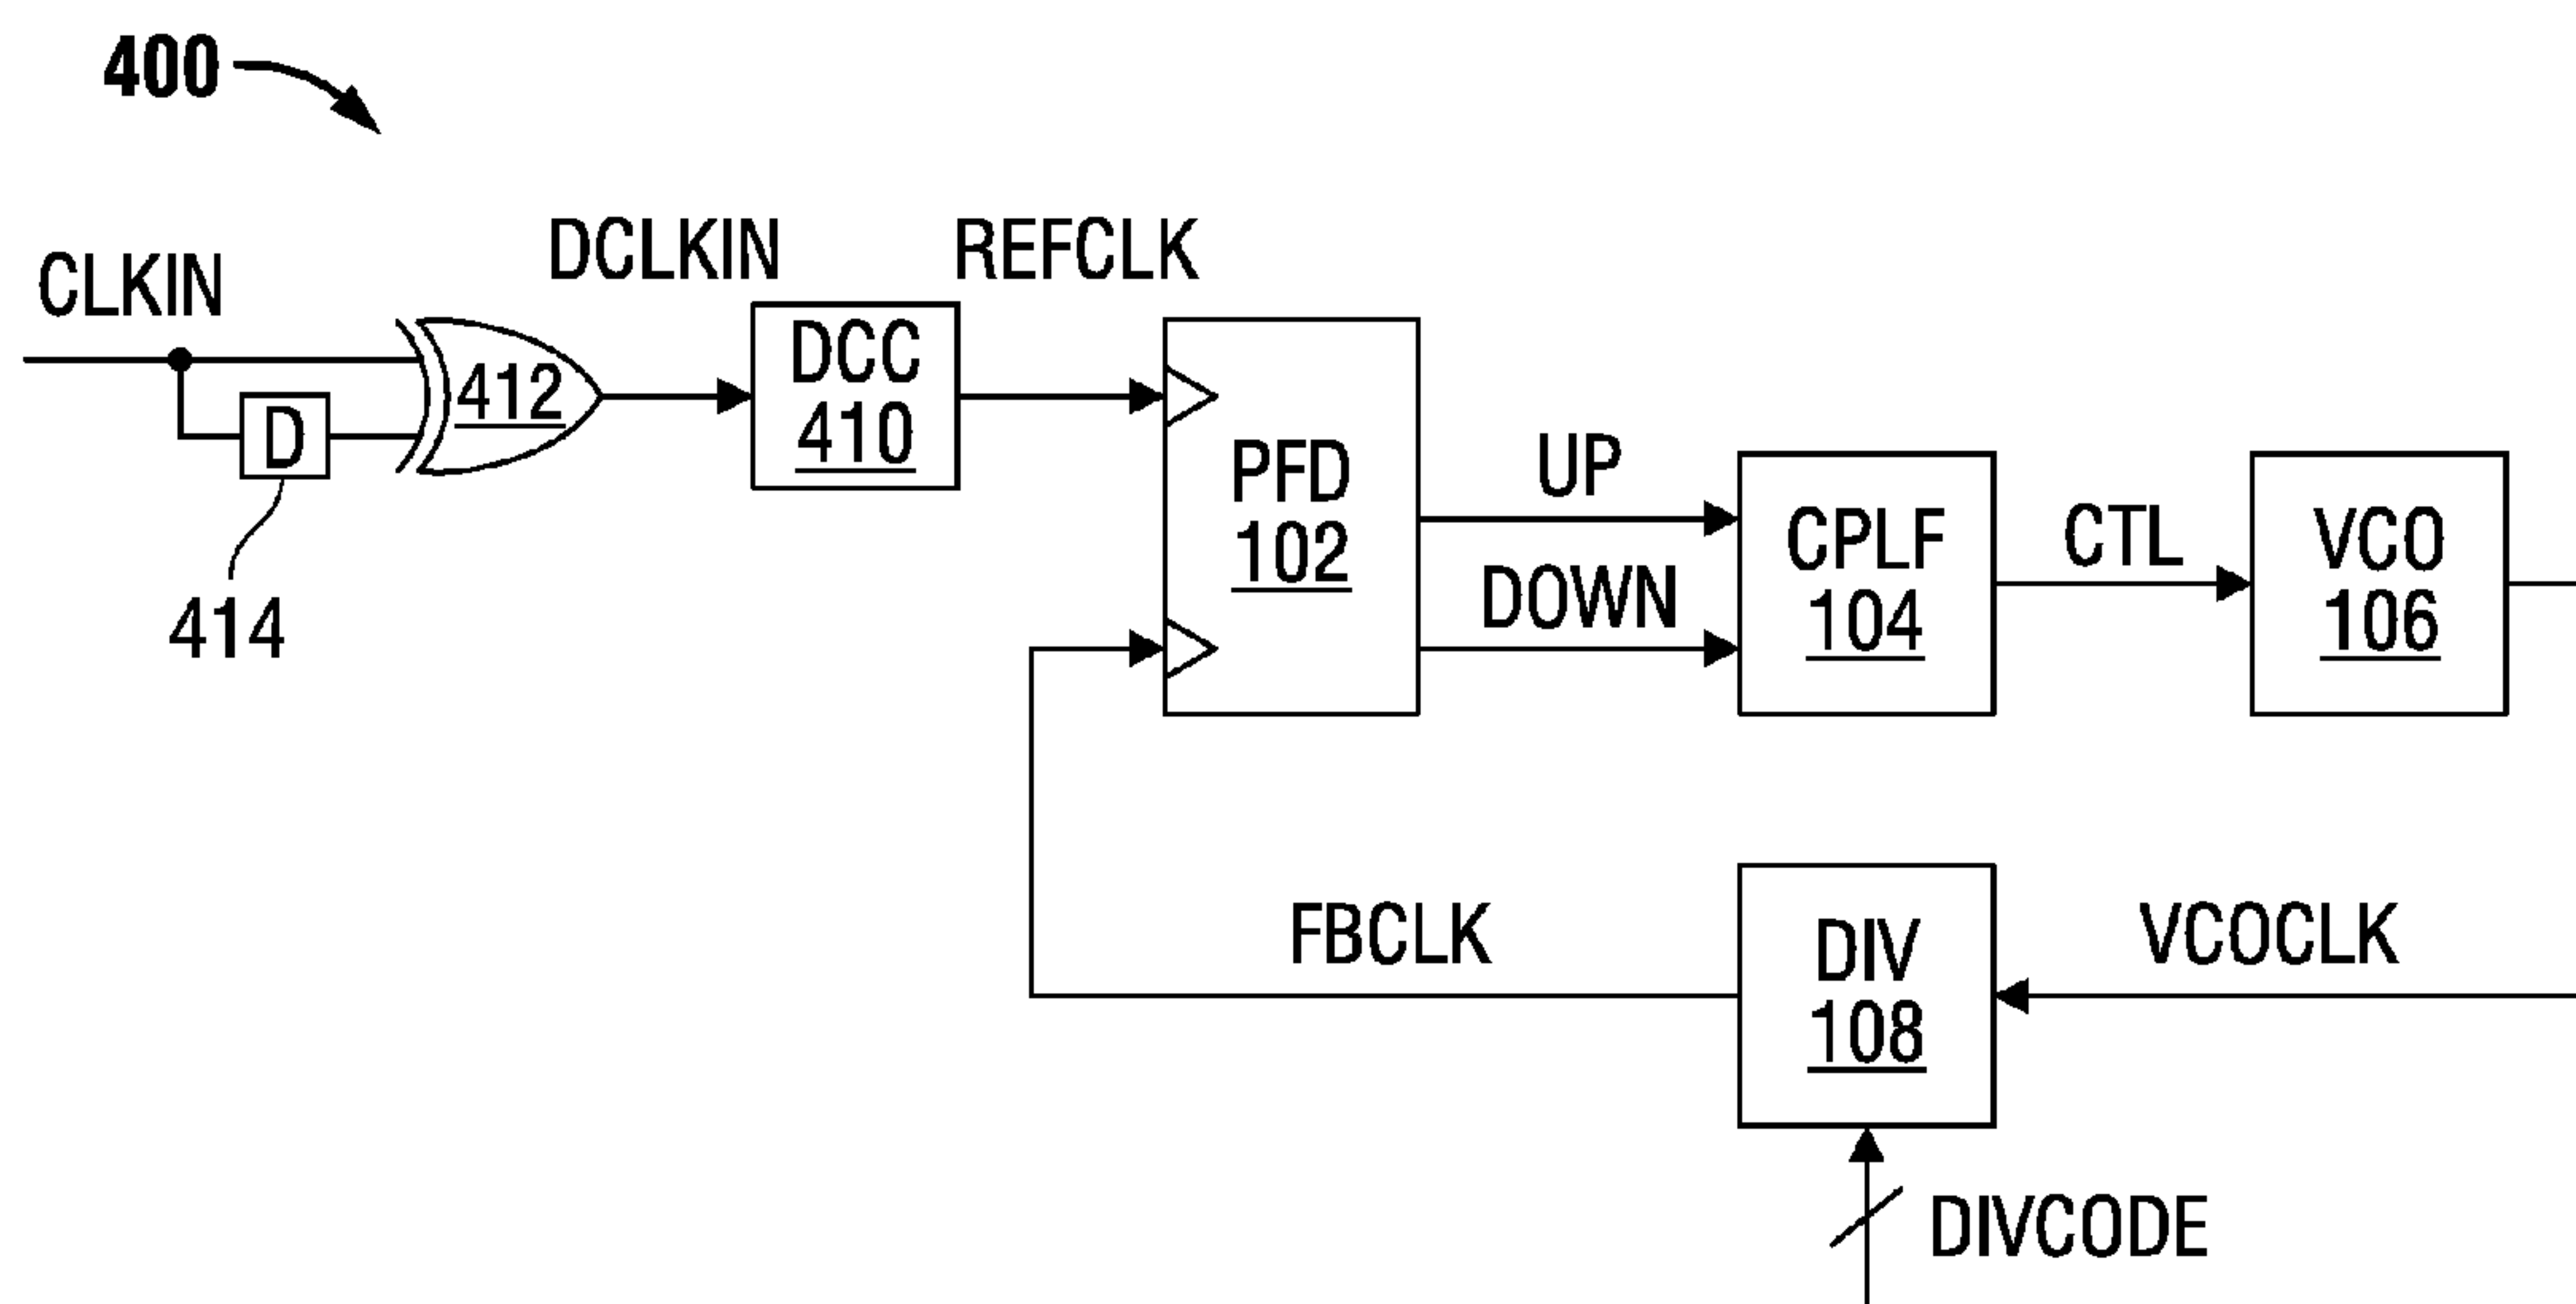 400
CLKIN
DCLKIN
REFCLK
412
D
414
DCC
410
PFD
102
UP
DOWN
CPLF
104
CTL
VCO
106
FBCLK
DIV
108
VCOCLK
DIVCODE